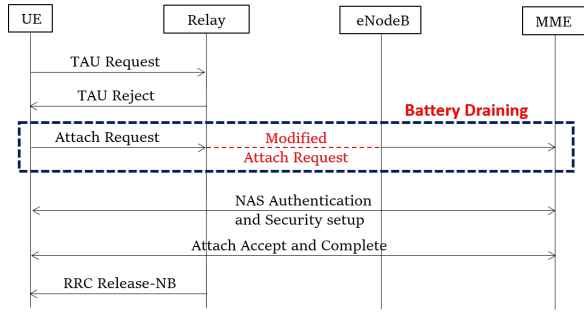 UE
Relay
eNodeB
MME
TAU Request
TAU Reject
Battery Draining
Attach Request
Modified
Attach Request
NAS Authentication
and Security setup
Attach Accept and Complete
RRC Release-NB